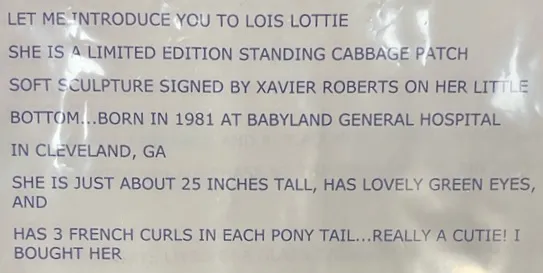 LET ME INTRODUCE YOU TO LOIS LOTTIE
SHE IS A LIMITED EDITION STANDING CABBAGE PATCH
SOFT SCULPTURE SIGNED BY XAVIER ROBERTS ON HER LITTLE
BOTTOM...BORN IN 1981 AT BABYLAND GENERAL HOSPITAL
IN CLEVELAND, GA
SHE IS JUST ABOUT 25 INCHES TALL, HAS LOVELY GREEN EYES,
AND
HAS 3 FRENCH CURLS IN EACH PONY TAIL...REALLY A CUTIE! I
BOUGHT HER